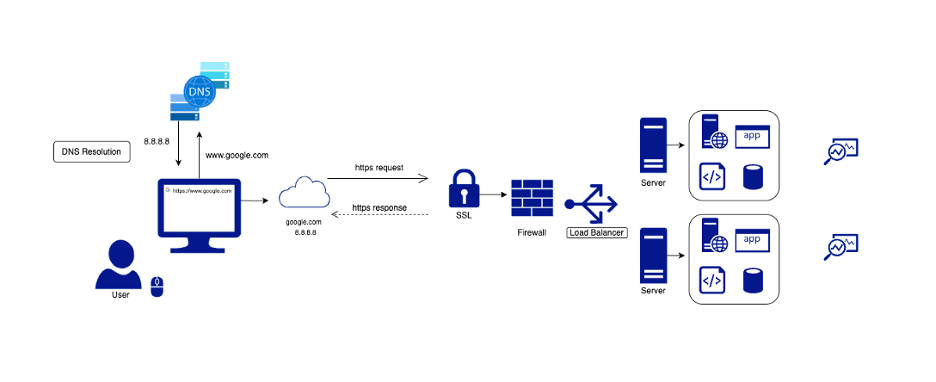 DNS
DNS Resolution
8.8.8.8
www.google.com
https://www.google.com
google.com
8.8.8.8
https request
https response
SSL
Firewall
Load Balancer
Server
app
</>
Server
app
</>
User